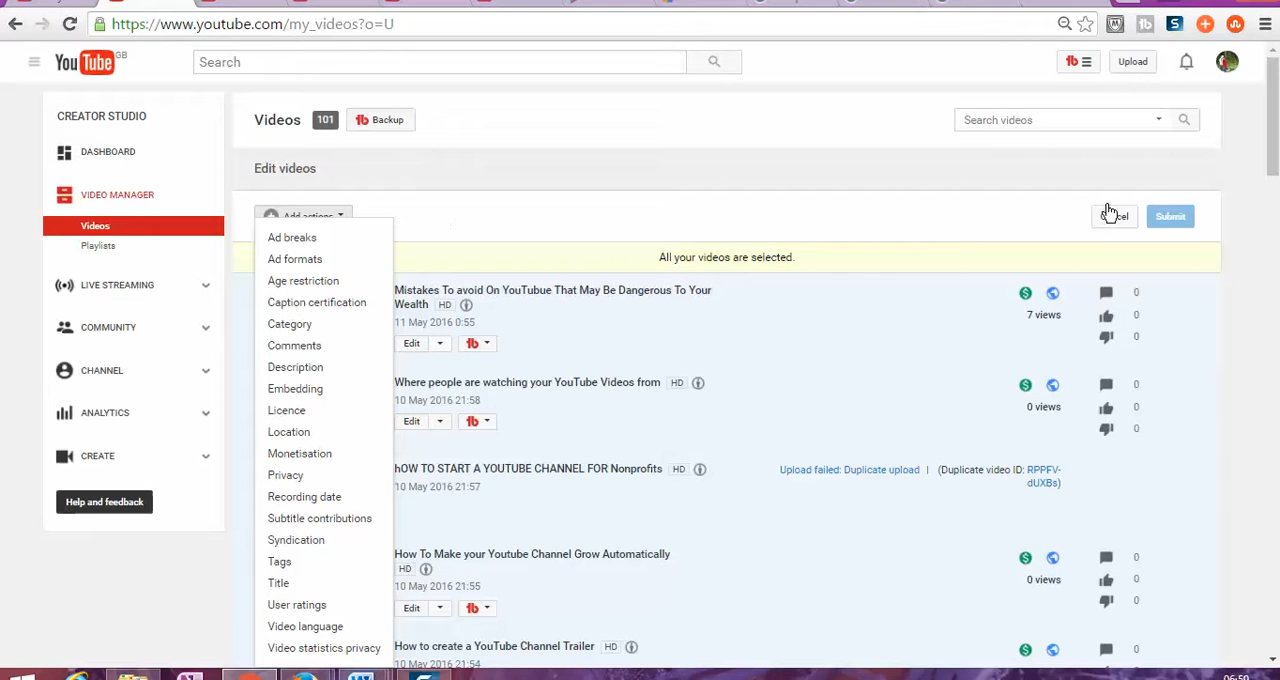 https://www.youtube.com/my_videos?o=U
YouTube GB
Search
Upload
CREATOR STUDIO
DASHBOARD
VIDEO MANAGER
Videos
Playlists
LIVE STREAMING
COMMUNITY
CHANNEL
ANALYTICS
CREATE
Help and feedback
Videos 101 Backup
Search videos
Edit videos
Add actions
Submit
Ad breaks
Ad formats
Age restriction
Caption certification
Category
Comments
Description
Embedding
Licence
Location
Monetisation
Privacy
Recording date
Subtitle contributions
Syndication
Tags
Title
User ratings
Video language
Video statistics privacy
All your videos are selected.
Mistakes To avoid On YouTubue That May Be Dangerous To Your
Wealth HD
11 May 2016 0:55
Edit
7 views
0
0
0
Where people are watching your YouTube Videos from HD
10 May 2016 21:58
Edit
0 views
0
0
0
hOW TO START A YOUTUBE CHANNEL FOR Nonprofits HD
10 May 2016 21:57
Upload failed: Duplicate upload | (Duplicate video ID: RPPFV-
dUXBs)
How To Make your Youtube Channel Grow Automatically
HD
10 May 2016 21:55
Edit
0 views
0
0
0
How to create a YouTube Channel Trailer HD
10 May 2016 21:54
0